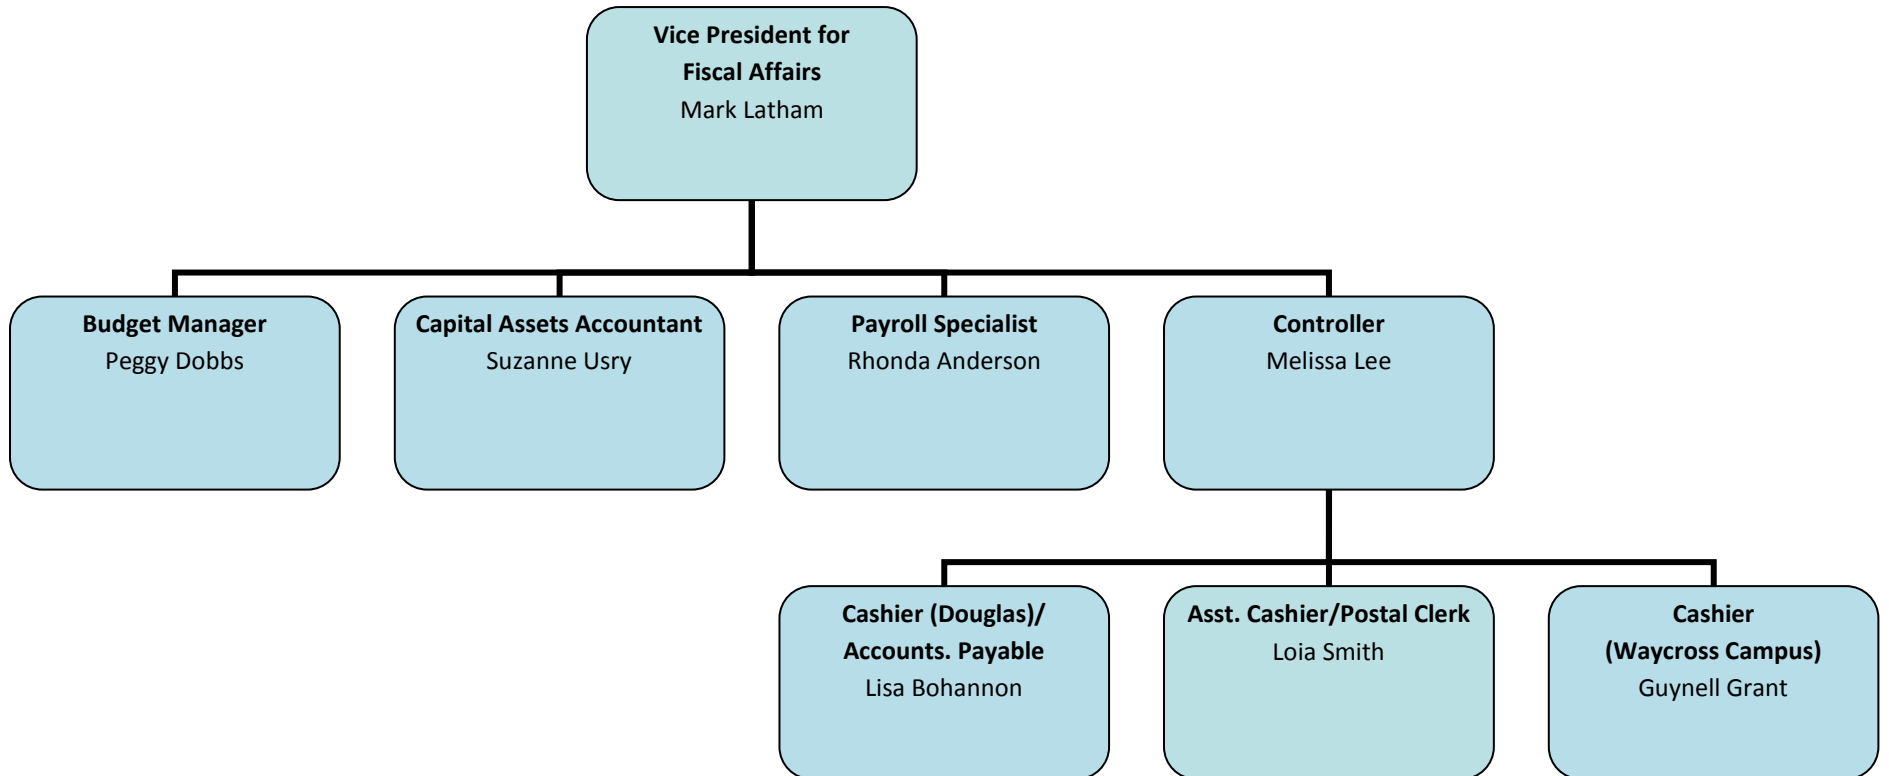 Vice President for
Fiscal Affairs
Mark Latham
Budget Manager
Peggy Dobbs
Capital Assets Accountant
Suzanne Usry
Payroll Specialist
Rhonda Anderson
Controller
Melissa Lee
Cashier (Douglas)/
Accounts. Payable
Lisa Bohannon
Asst. Cashier/Postal Clerk
Loia Smith
Cashier
(Waycross Campus)
Guynell Grant